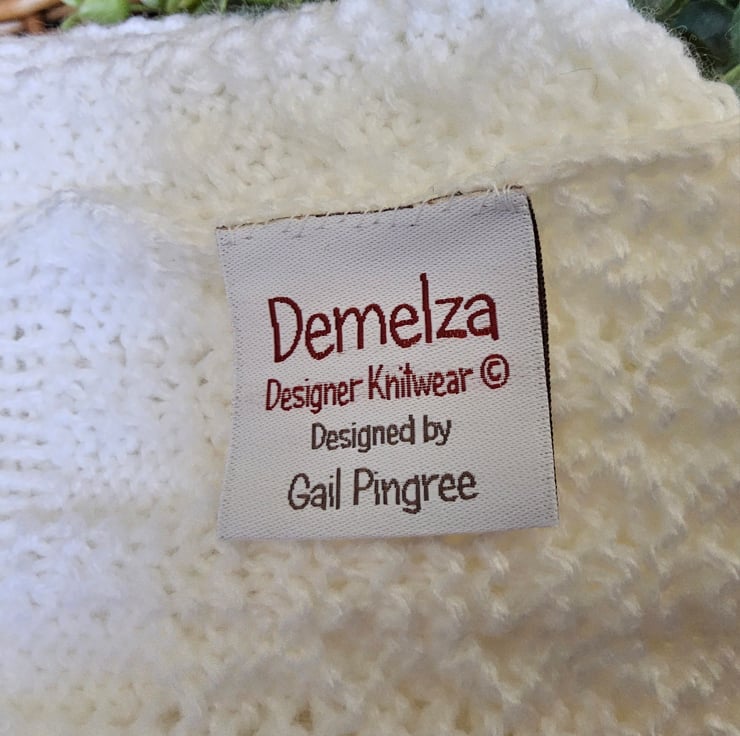 Demelza
Designer Knitwear ©
Designed by
Gail Pingree